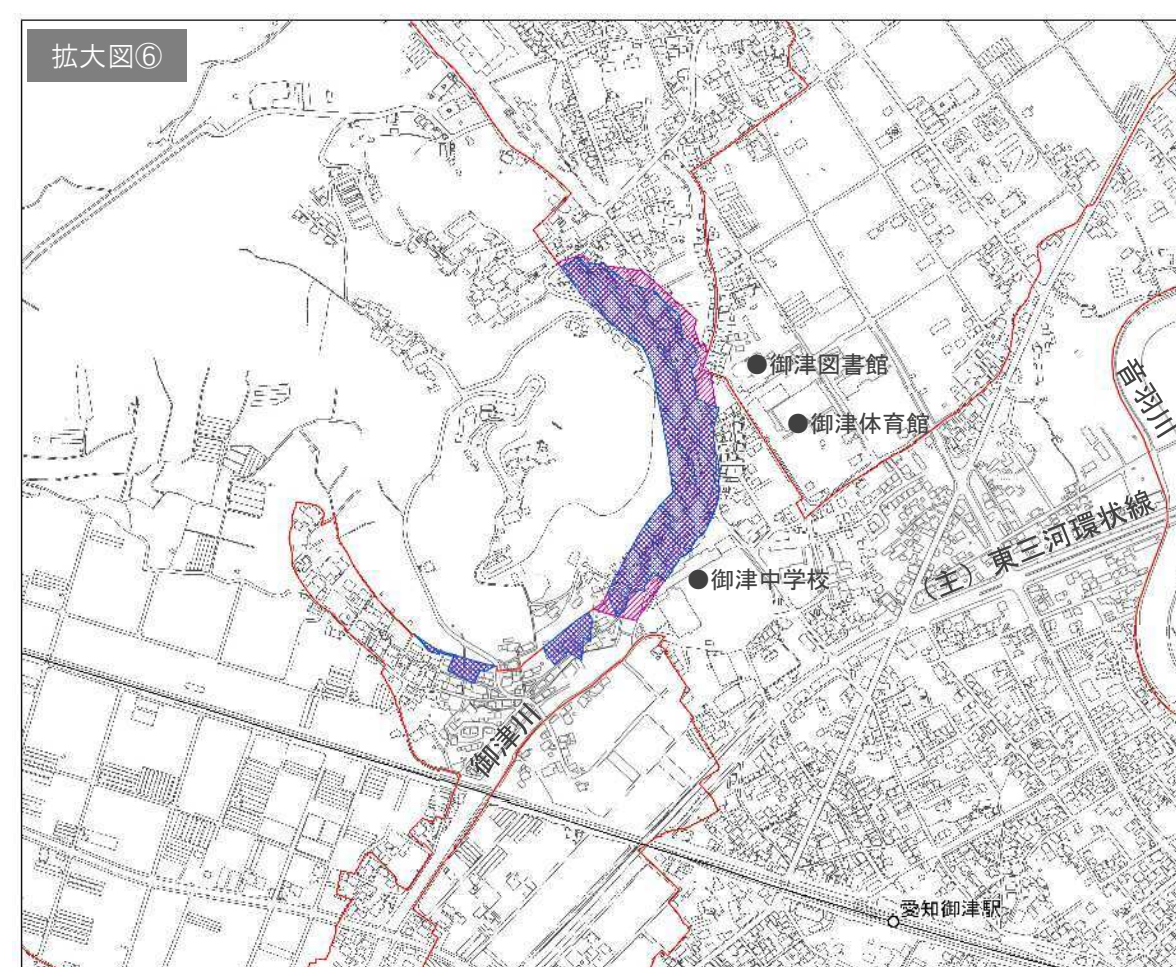 拡大図⑥
●御津図書館
●御津体育館
音羽川
（主）東三河環状線
●御津中学校
御津川
愛知御津駅